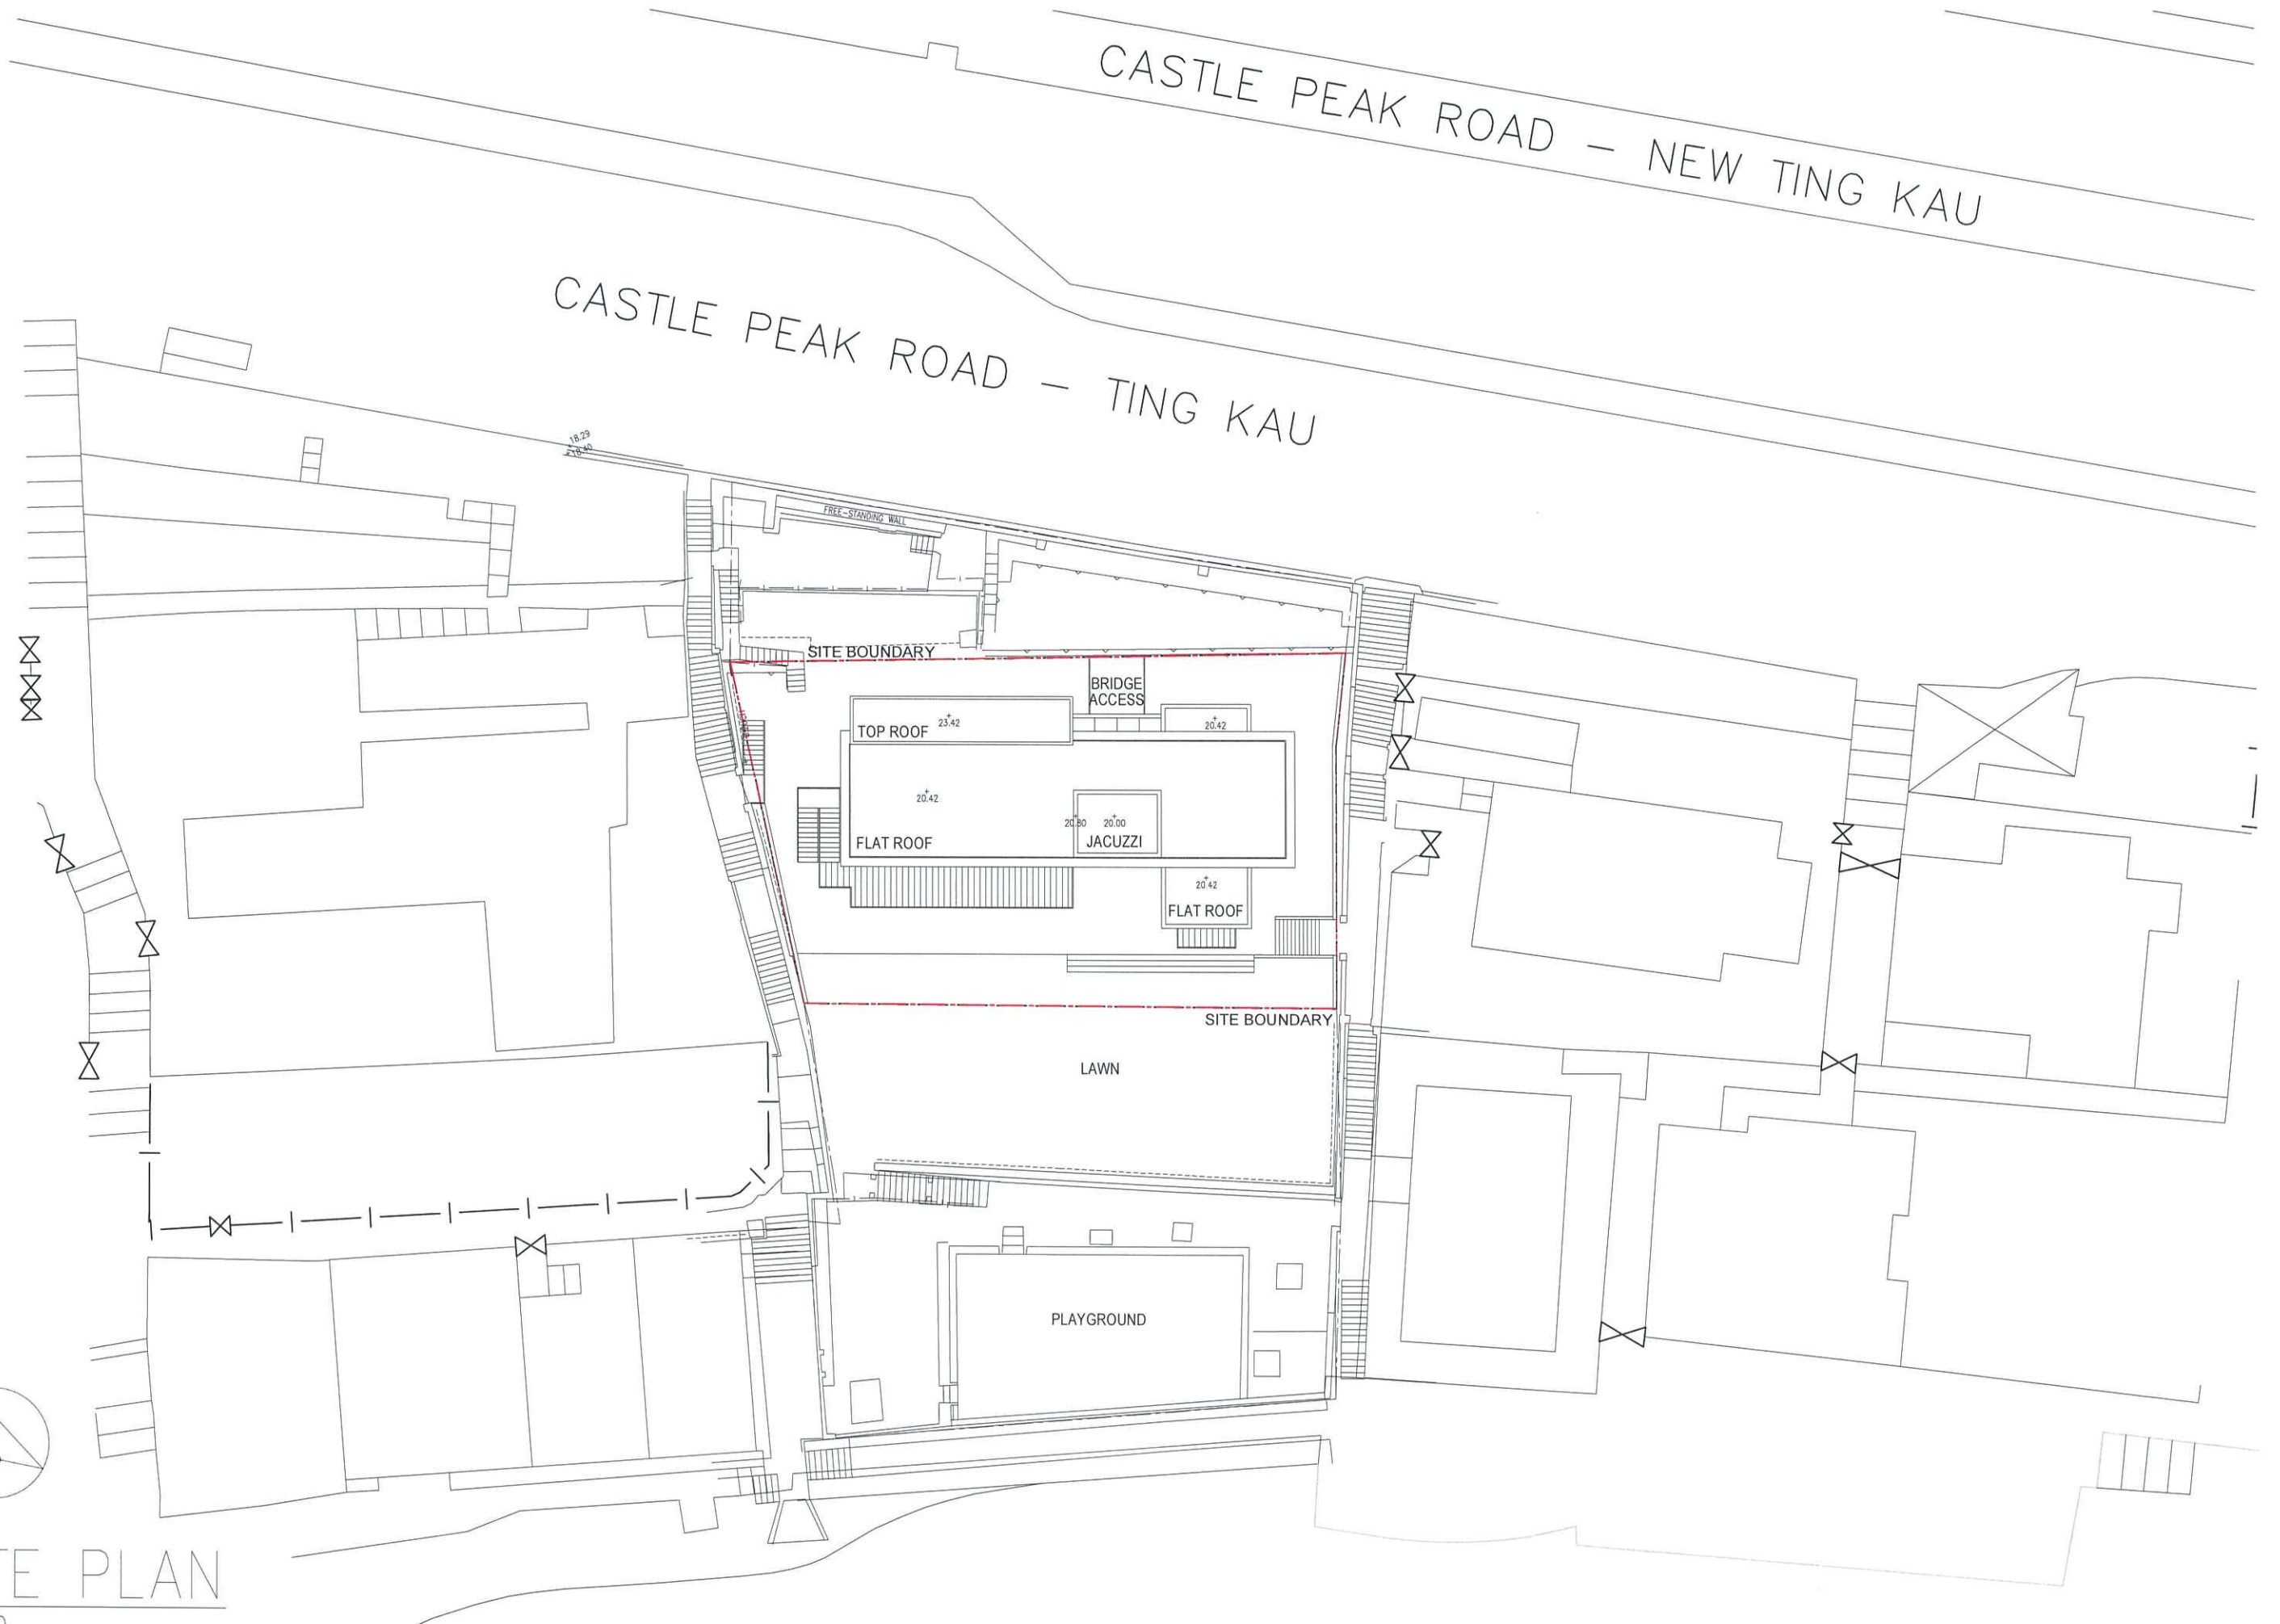 CASTLE PEAK ROAD – NEW TING KAU
CASTLE PEAK ROAD – TING KAU
18.29
18.40
FREE-STANDING WALL
SITE BOUNDARY
BRIDGE
ACCESS
TOP ROOF
23.42
20.42
20.42
20.80
20.00
FLAT ROOF
JACUZZI
20.42
FLAT ROOF
SITE BOUNDARY
LAWN
PLAYGROUND
TE PLAN